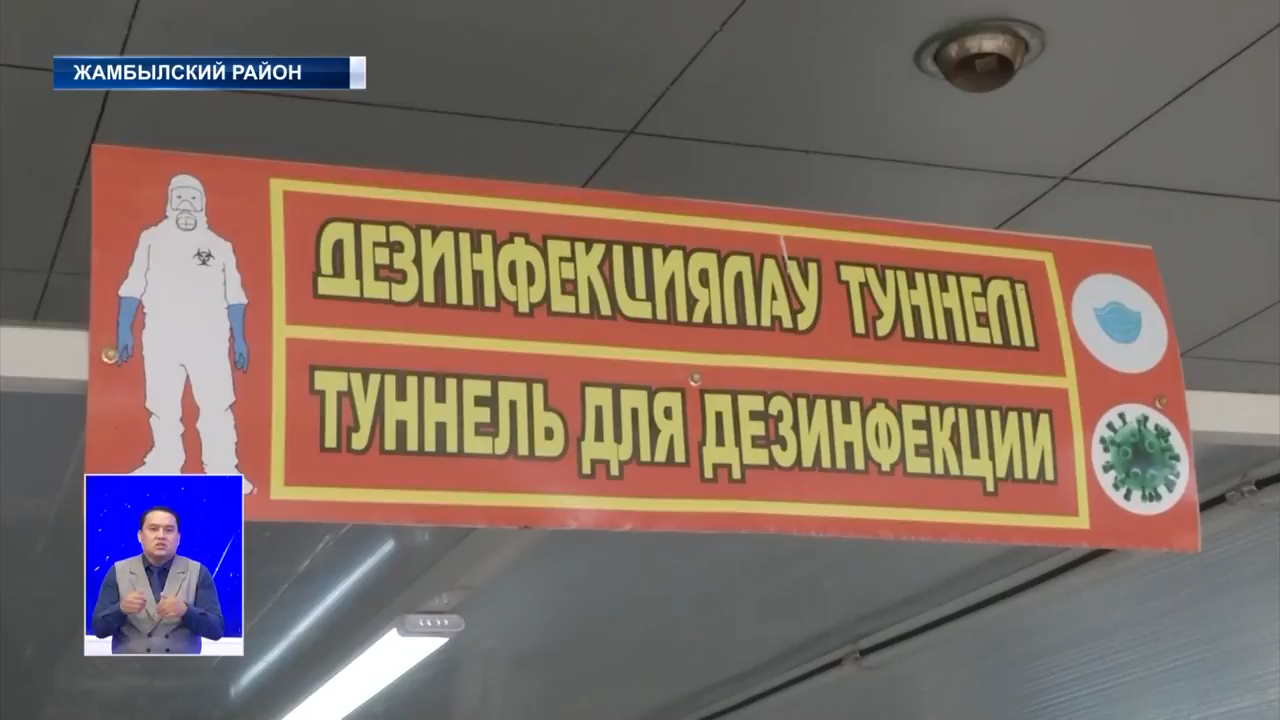 ЖАМБЫЛСКИЙ РАЙОН
ДЕЗИНФЕКЦИЯЛАУ ТУННЕЛІ
ТУННЕЛЬ ДЛЯ ДЕЗИНФЕКЦИИ